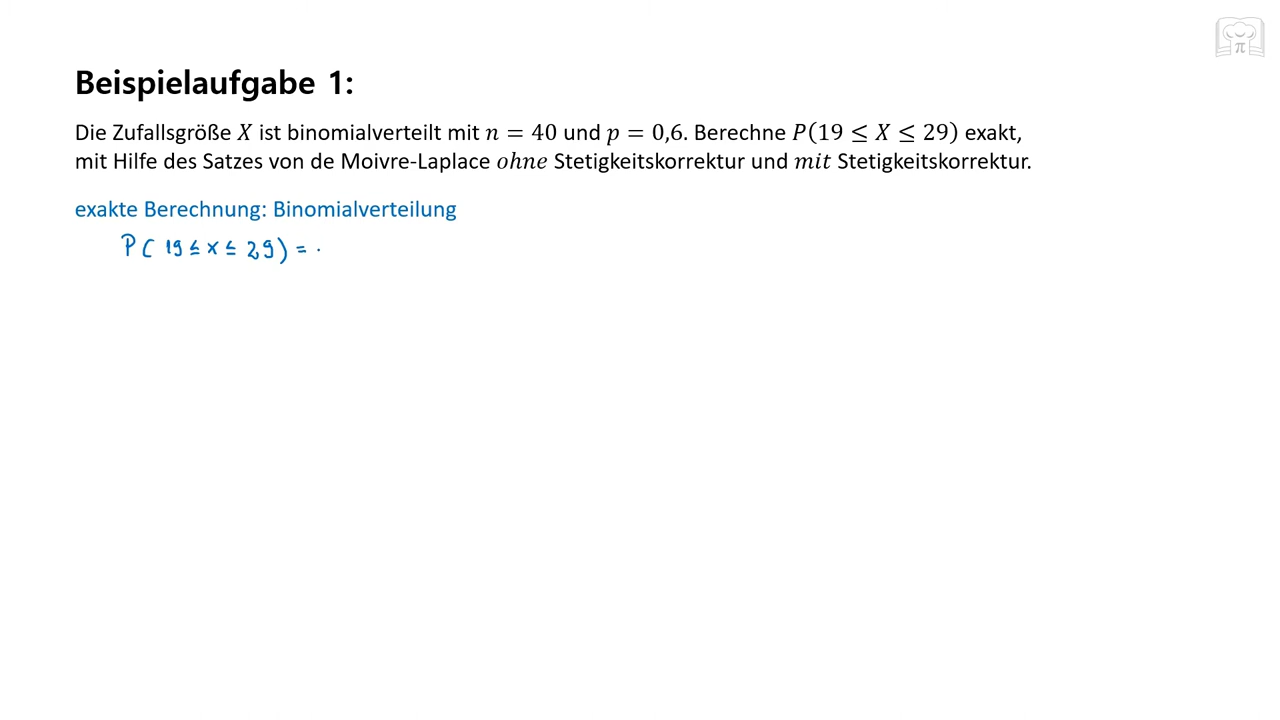 Beispielaufgabe 1:
Die Zufallsgröße X ist binomialverteilt mit n = 40 und p = 0,6. Berechne P(19 ≤ X ≤ 29) exakt,
mit Hilfe des Satzes von de Moivre-Laplace ohne Stetigkeitskorrektur und mit Stetigkeitskorrektur.
exakte Berechnung: Binomialverteilung
P( 19 ≤ x ≤ 29) =
π